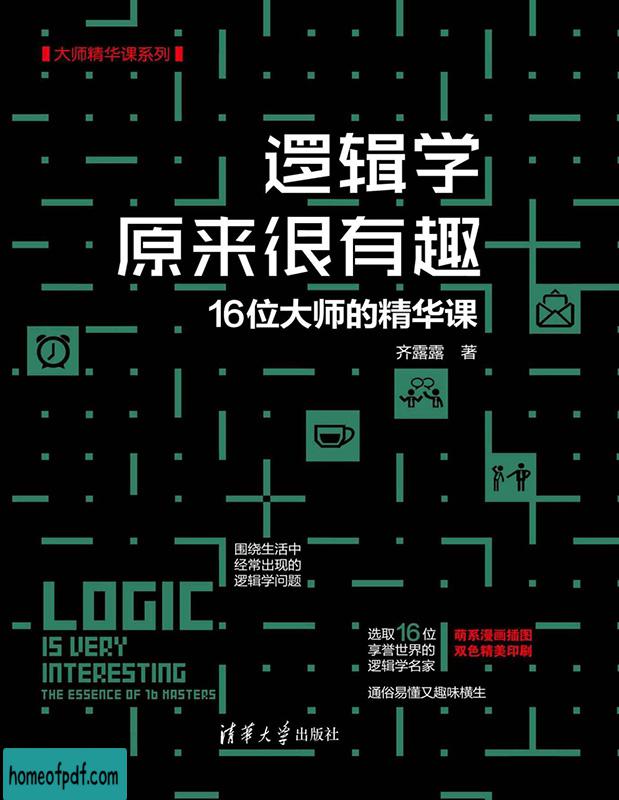 大师精华课系列
逻辑学
原来很有趣
16位大师的精华课
齐露露 著
围绕生活中
经常出现的
逻辑学问题
LOGIC
IS VERY
INTERESTING
THE ESSENCE OF 16 MASTERS
选取16位
享誉世界的
逻辑学名家
萌系漫画插图
双色精美印刷
通俗易懂又趣味横生
清华大学出版社
homeofpdf.com